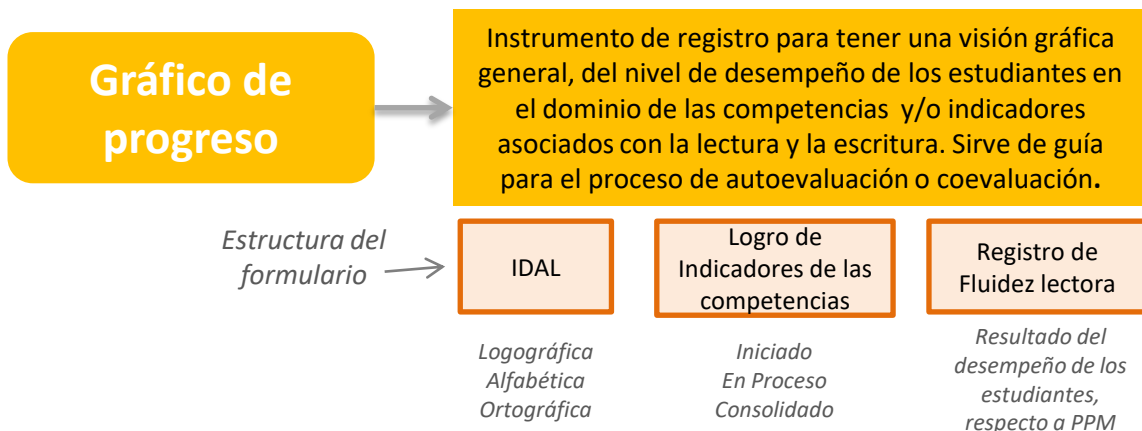 Gráfico de
progreso
Instrumento de registro para tener una visión gráfica
general, del nivel de desempeño de los estudiantes en
el dominio de las competencias y/o indicadores
asociados con la lectura y la escritura. Sirve de guía
para el proceso de autoevaluación o coevaluación.
Estructura del
formulario
IDAL
Logográfica
Alfabética
Ortográfica
Logro de
Indicadores de las
competencias
Iniciado
En Proceso
Consolidado
Registro de
Fluidez lectora
Resultado del
desempeño de los
estudiantes,
respecto a PPM